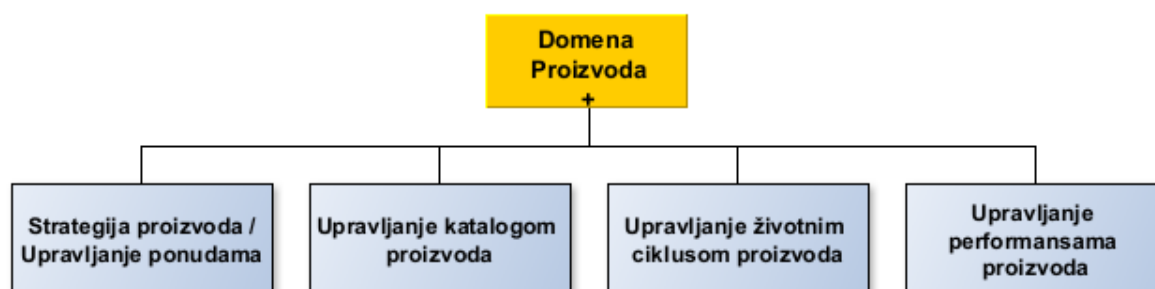 Domena
Proizvoda
+
Strategija proizvoda /
Upravljanje ponudama
Upravljanje katalogom
proizvoda
Upravljanje životnim
ciklusom proizvoda
Upravljanje
performansama
proizvoda